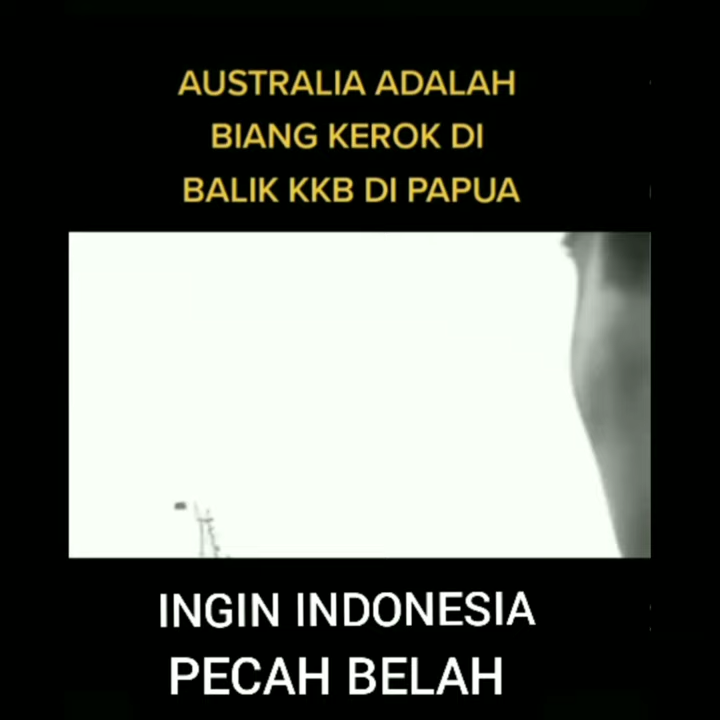 AUSTRALIA ADALAH
BIANG KEROK DI
BALIK KKB DI PAPUA
INGIN INDONESIA
PECAH BELAH